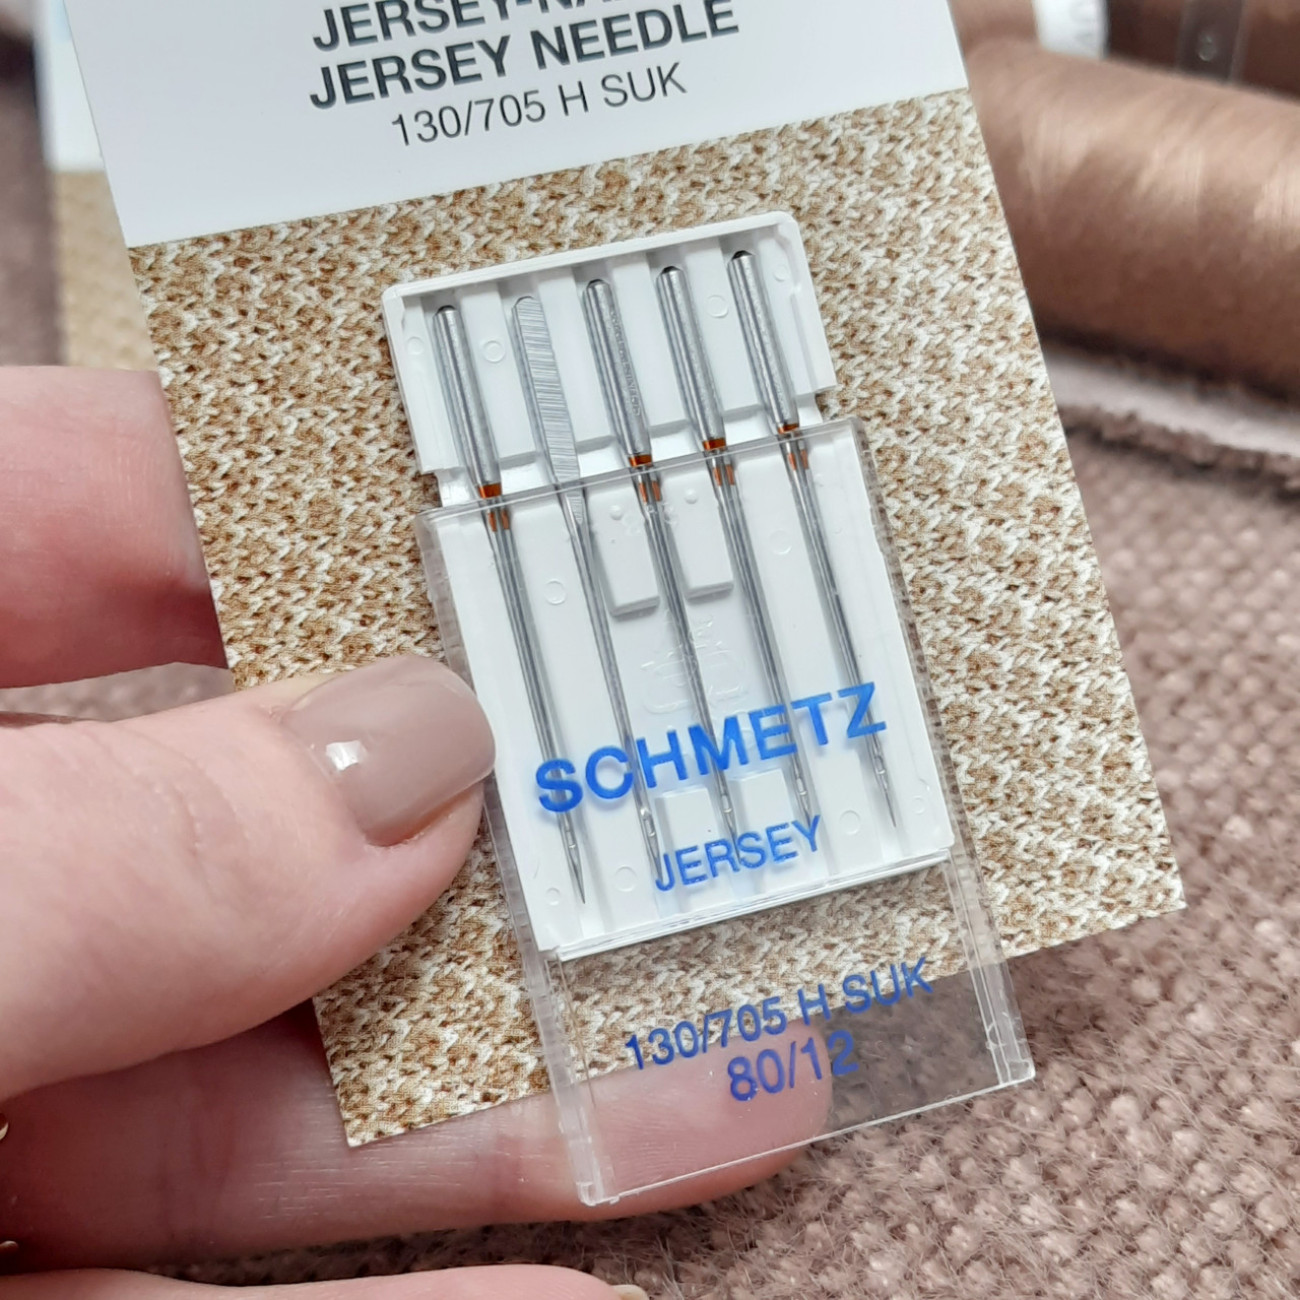 JERSEY NEEDLE
130/705 H SUK
SCHMETZ
JERSEY
130/705 H SUK
80/12